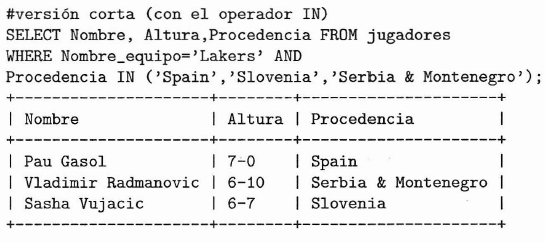 #versión corta (con el operador IN)
SELECT Nombre, Altura,Procedencia FROM jugadores
WHERE Nombre_equipo='Lakers' AND
Procedencia IN ('Spain','Slovenia','Serbia & Montenegro');
+--------------------+--------+---------------------+
| Nombre             | Altura | Procedencia         |
+--------------------+--------+---------------------+
| Pau Gasol          | 7-0    | Spain               |
| Vladimir Radmanovic | 6-10   | Serbia & Montenegro |
| Sasha Vujacic      | 6-7    | Slovenia            |
+--------------------+--------+---------------------+